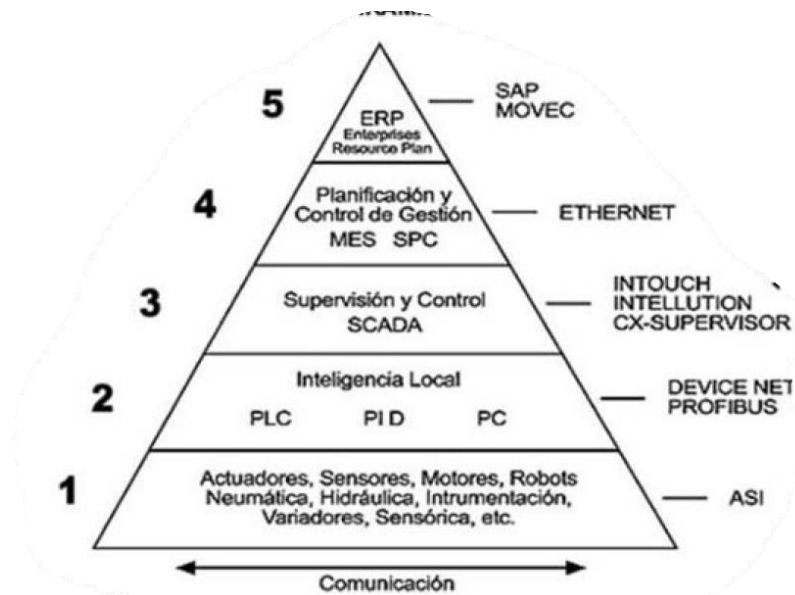 5
ERP
Enterprises
Resource Plan
SAP
MOVEC
4
Planificación y
Control de Gestión
MES SPC
ETHERNET
3
Supervisión y Control
SCADA
INTOUCH
INTELLUTION
CX-SUPERVISOR
2
Inteligencia Local
PLC PID PC
DEVICE NET
PROFIBUS
1
Actuadores, Sensores, Motores, Robots
Neumática, Hidráulica, Intrumentación,
Variadores, Sensórica, etc.
ASI
Comunicación